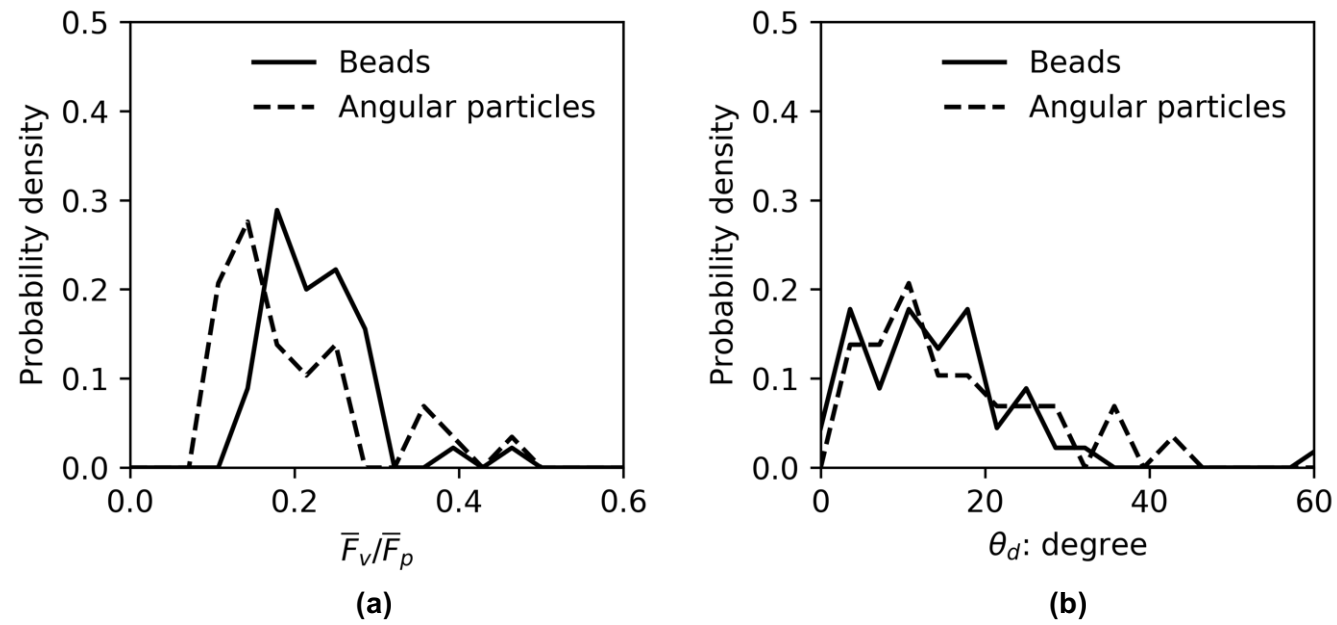 0.5
0.4
0.3
0.2
0.1
0.0
Probability density
Beads
Angular particles
0.0 0.2 0.4 0.6
F̅v/F̅p
(a)
0.5
0.4
0.3
0.2
0.1
0.0
Probability density
Beads
Angular particles
0 20 40 60
θd: degree
(b)